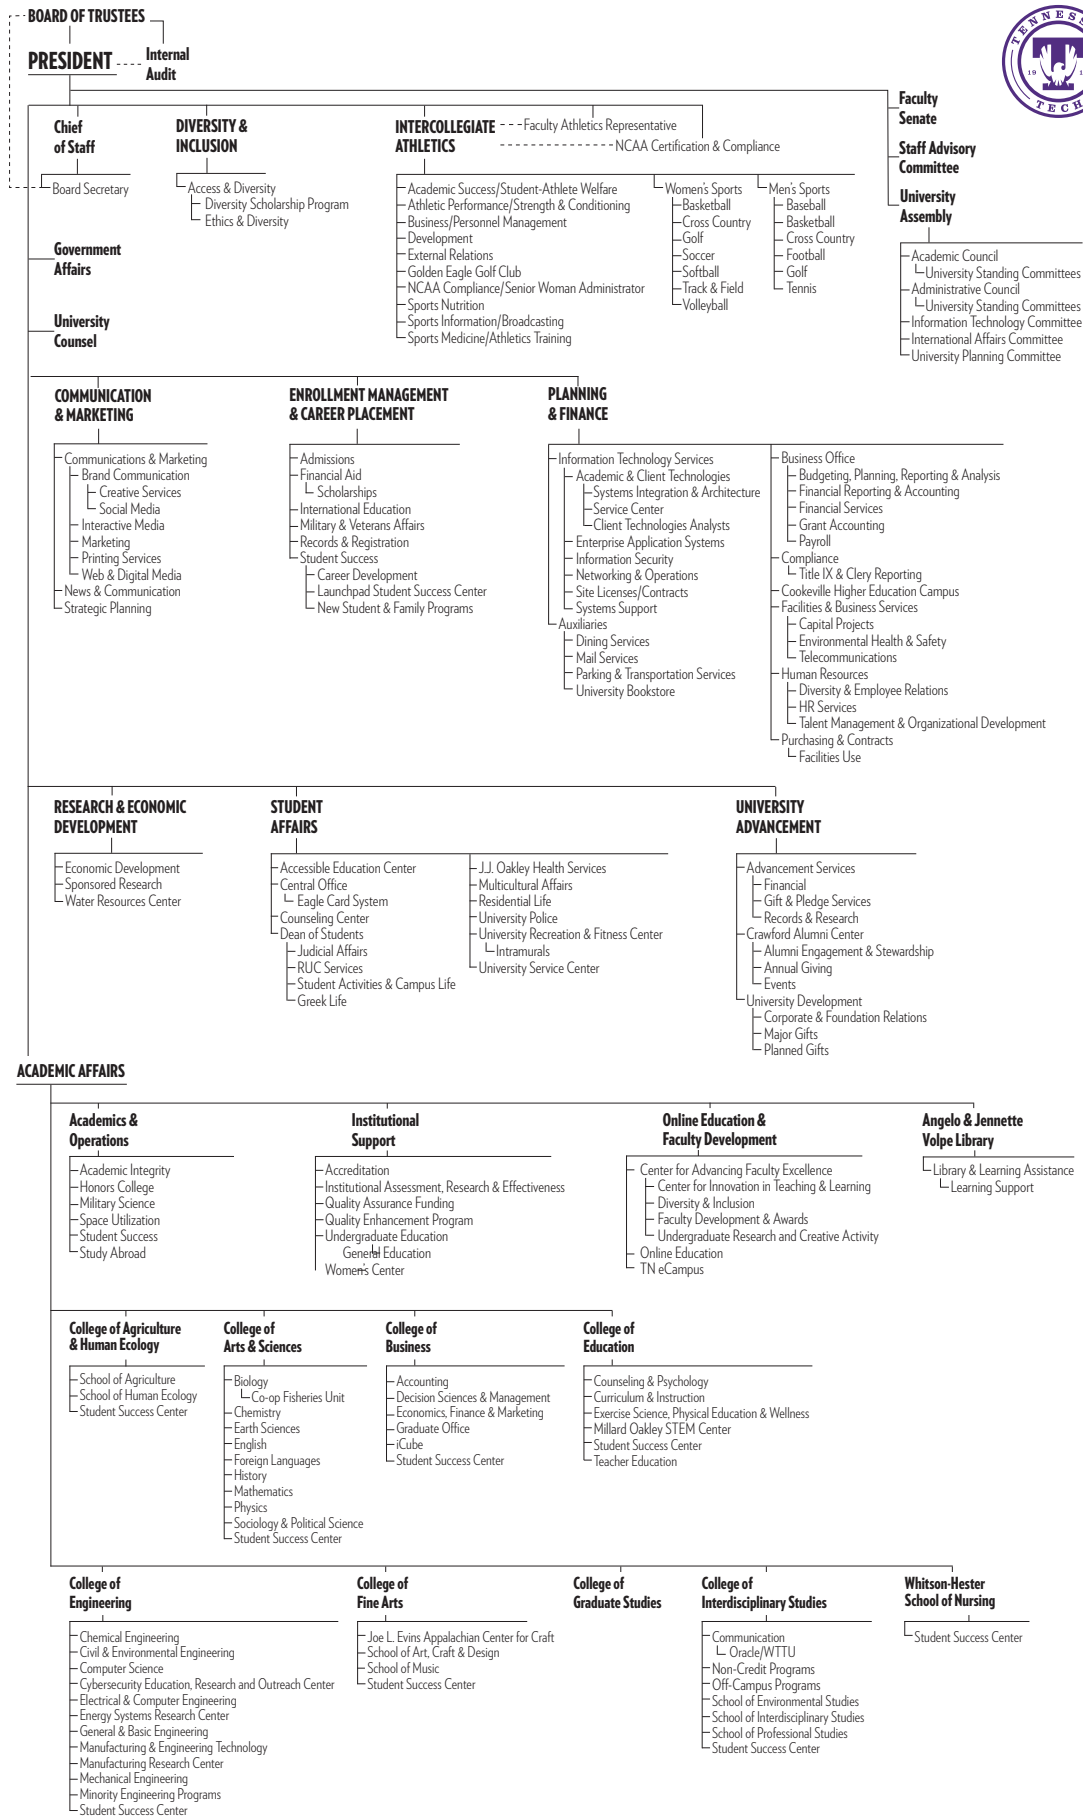 BOARD OF TRUSTEES
PRESIDENT
Internal
Audit
TENNESS
19 1
TECH
Faculty
Senate
Staff Advisory
Committee
University
Assembly
Academic Council
University Standing Committees
Administrative Council
University Standing Committees
Information Technology Committee
International Affairs Committee
University Planning Committee
Chief
of Staff
Board Secretary
Government
Affairs
University
Counsel
DIVERSITY &
INCLUSION
Access & Diversity
Diversity Scholarship Program
Ethics & Diversity
INTERCOLLEGIATE
ATHLETICS
Faculty Athletics Representative
NCAA Certification & Compliance
Academic Success/Student-Athlete Welfare
Athletic Performance/Strength & Conditioning
Business/Personnel Management
Development
External Relations
Golden Eagle Golf Club
NCAA Compliance/Senior Woman Administrator
Sports Nutrition
Sports Information/Broadcasting
Sports Medicine/Athletics Training
Women's Sports
Basketball
Cross Country
Golf
Soccer
Softball
Track & Field
Volleyball
Men's Sports
Baseball
Basketball
Cross Country
Football
Golf
Tennis
COMMUNICATION
& MARKETING
Communications & Marketing
Brand Communication
Creative Services
Social Media
Interactive Media
Marketing
Printing Services
Web & Digital Media
News & Communication
Strategic Planning
ENROLLMENT MANAGEMENT
& CAREER PLACEMENT
Admissions
Financial Aid
Scholarships
International Education
Military & Veterans Affairs
Records & Registration
Student Success
Career Development
Launchpad Student Success Center
New Student & Family Programs
PLANNING
& FINANCE
Information Technology Services
Academic & Client Technologies
Systems Integration & Architecture
Service Center
Client Technologies Analysts
Enterprise Application Systems
Information Security
Networking & Operations
Site Licenses/Contracts
Systems Support
Auxiliaries
Dining Services
Mail Services
Parking & Transportation Services
University Bookstore
Business Office
Budgeting, Planning, Reporting & Analysis
Financial Reporting & Accounting
Financial Services
Grant Accounting
Payroll
Compliance
Title IX & Clery Reporting
Cookeville Higher Education Campus
Facilities & Business Services
Capital Projects
Environmental Health & Safety
Telecommunications
Human Resources
Diversity & Employee Relations
HR Services
Talent Management & Organizational Development
Purchasing & Contracts
Facilities Use
RESEARCH & ECONOMIC
DEVELOPMENT
Economic Development
Sponsored Research
Water Resources Center
STUDENT
AFFAIRS
Accessible Education Center
Central Office
Eagle Card System
Counseling Center
Dean of Students
Judicial Affairs
RUC Services
Student Activities & Campus Life
Greek Life
J.J. Oakley Health Services
Multicultural Affairs
Residential Life
University Police
University Recreation & Fitness Center
Intramurals
University Service Center
UNIVERSITY
ADVANCEMENT
Advancement Services
Financial
Gift & Pledge Services
Records & Research
Crawford Alumni Center
Alumni Engagement & Stewardship
Annual Giving
Events
University Development
Corporate & Foundation Relations
Major Gifts
Planned Gifts
ACADEMIC AFFAIRS
Academics &
Operations
Academic Integrity
Honors College
Military Science
Space Utilization
Student Success
Study Abroad
Institutional
Support
Accreditation
Institutional Assessment, Research & Effectiveness
Quality Assurance Funding
Quality Enhancement Program
Undergraduate Education
General Education
Women's Center
Online Education &
Faculty Development
Center for Advancing Faculty Excellence
Center for Innovation in Teaching & Learning
Diversity & Inclusion
Faculty Development & Awards
Undergraduate Research and Creative Activity
Online Education
TN eCampus
Angelo & Jennette
Volpe Library
Library & Learning Assistance
Learning Support
College of Agriculture
& Human Ecology
School of Agriculture
School of Human Ecology
Student Success Center
College of
Arts & Sciences
Biology
Co-op Fisheries Unit
Chemistry
Earth Sciences
English
Foreign Languages
History
Mathematics
Physics
Sociology & Political Science
Student Success Center
College of
Business
Accounting
Decision Sciences & Management
Economics, Finance & Marketing
Graduate Office
iCube
Student Success Center
College of
Education
Counseling & Psychology
Curriculum & Instruction
Exercise Science, Physical Education & Wellness
Millard Oakley STEM Center
Student Success Center
Teacher Education
College of
Engineering
Chemical Engineering
Civil & Environmental Engineering
Computer Science
Cybersecurity Education, Research and Outreach Center
Electrical & Computer Engineering
Energy Systems Research Center
General & Basic Engineering
Manufacturing & Engineering Technology
Manufacturing Research Center
Mechanical Engineering
Minority Engineering Programs
Student Success Center
College of
Fine Arts
Joe L. Evins Appalachian Center for Craft
School of Art, Craft & Design
School of Music
Student Success Center
College of
Graduate Studies
College of
Interdisciplinary Studies
Communication
Oracle/WTTU
Non-Credit Programs
Off-Campus Programs
School of Environmental Studies
School of Interdisciplinary Studies
School of Professional Studies
Student Success Center
Whitson-Hester
School of Nursing
Student Success Center